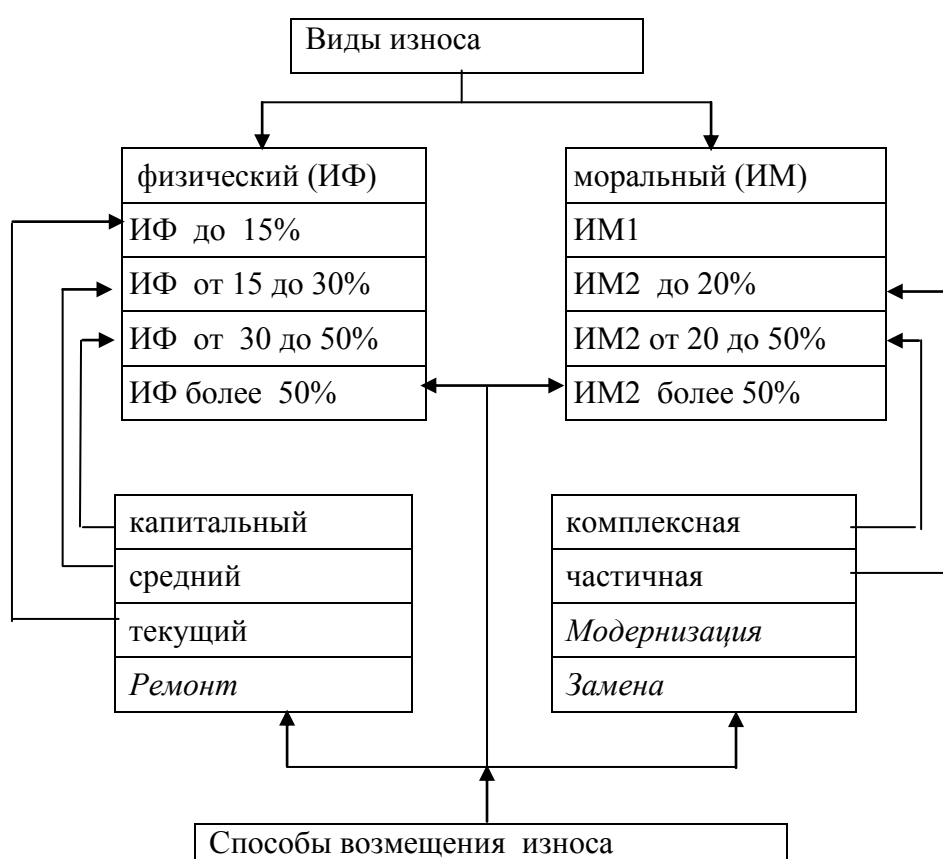 Виды износа
физический (ИФ)
ИФ до 15%
ИФ от 15 до 30%
ИФ от 30 до 50%
ИФ более 50%
моральный (ИМ)
ИМ1
ИМ2 до 20%
ИМ2 от 20 до 50%
ИМ2 более 50%
капитальный
средний
текущий
Ремонт
комплексная
частичная
Модернизация
Замена
Способы возмещения износа